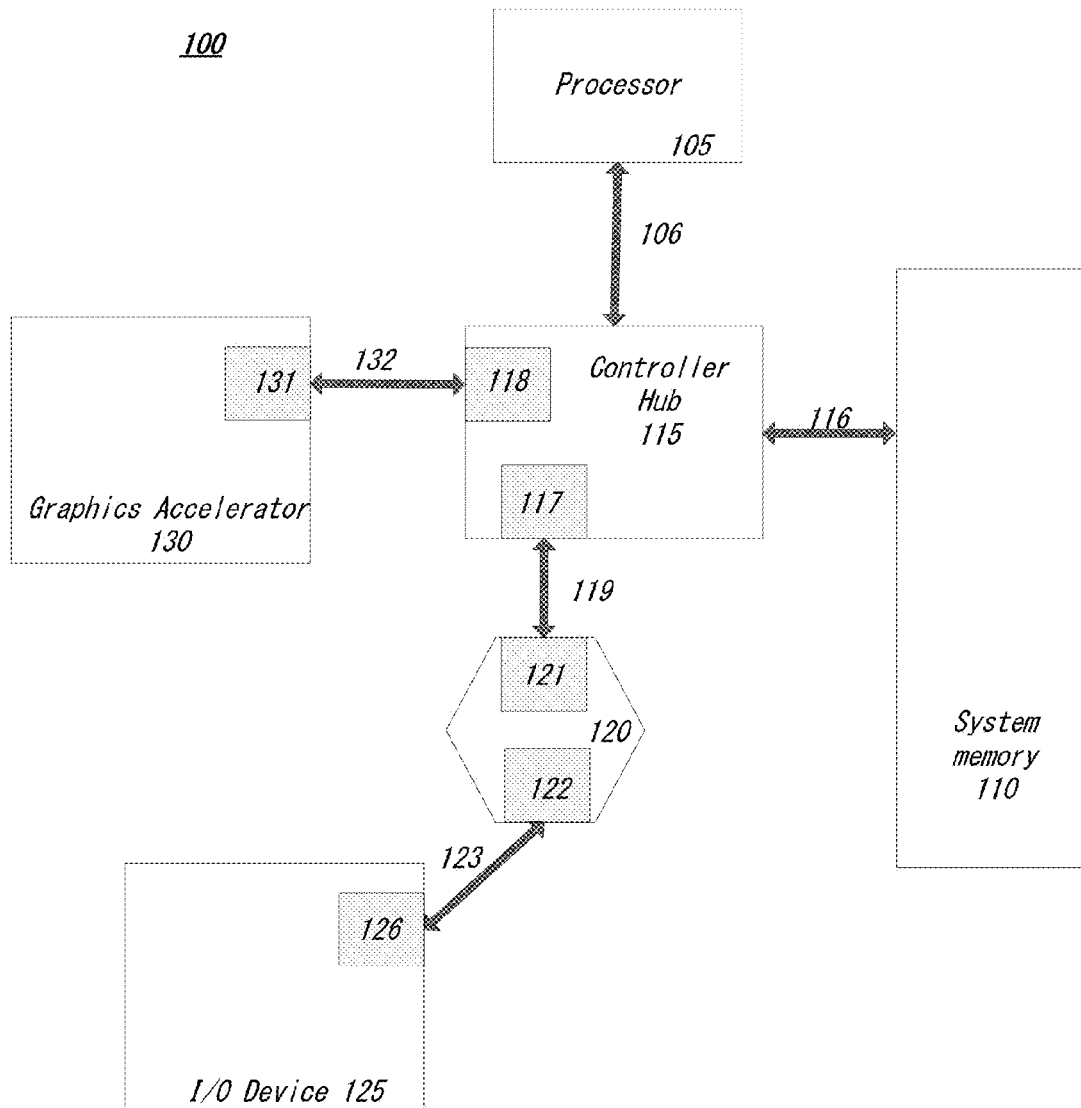 100
Processor
105
106
131
132
118
Controller
Hub
115
116
117
Graphics Accelerator
130
119
121
120
122
System
memory
110
123
126
I/O Device 125